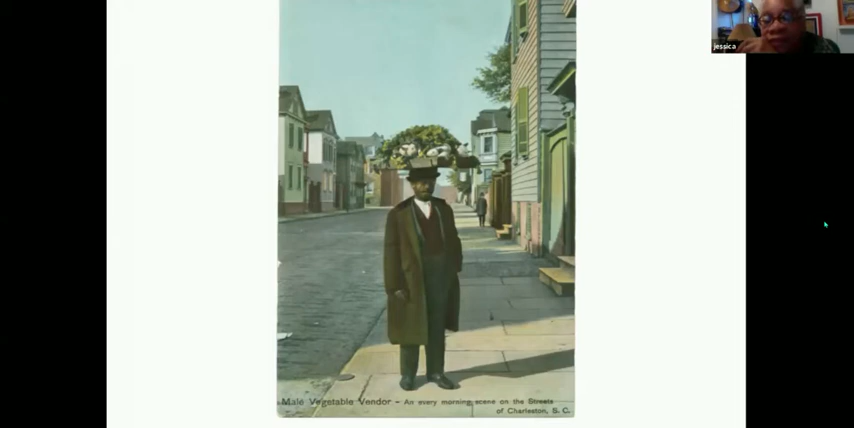 jessica
Male Vegetable Vendor – An every morning scene on the Streets
of Charleston, S. C.